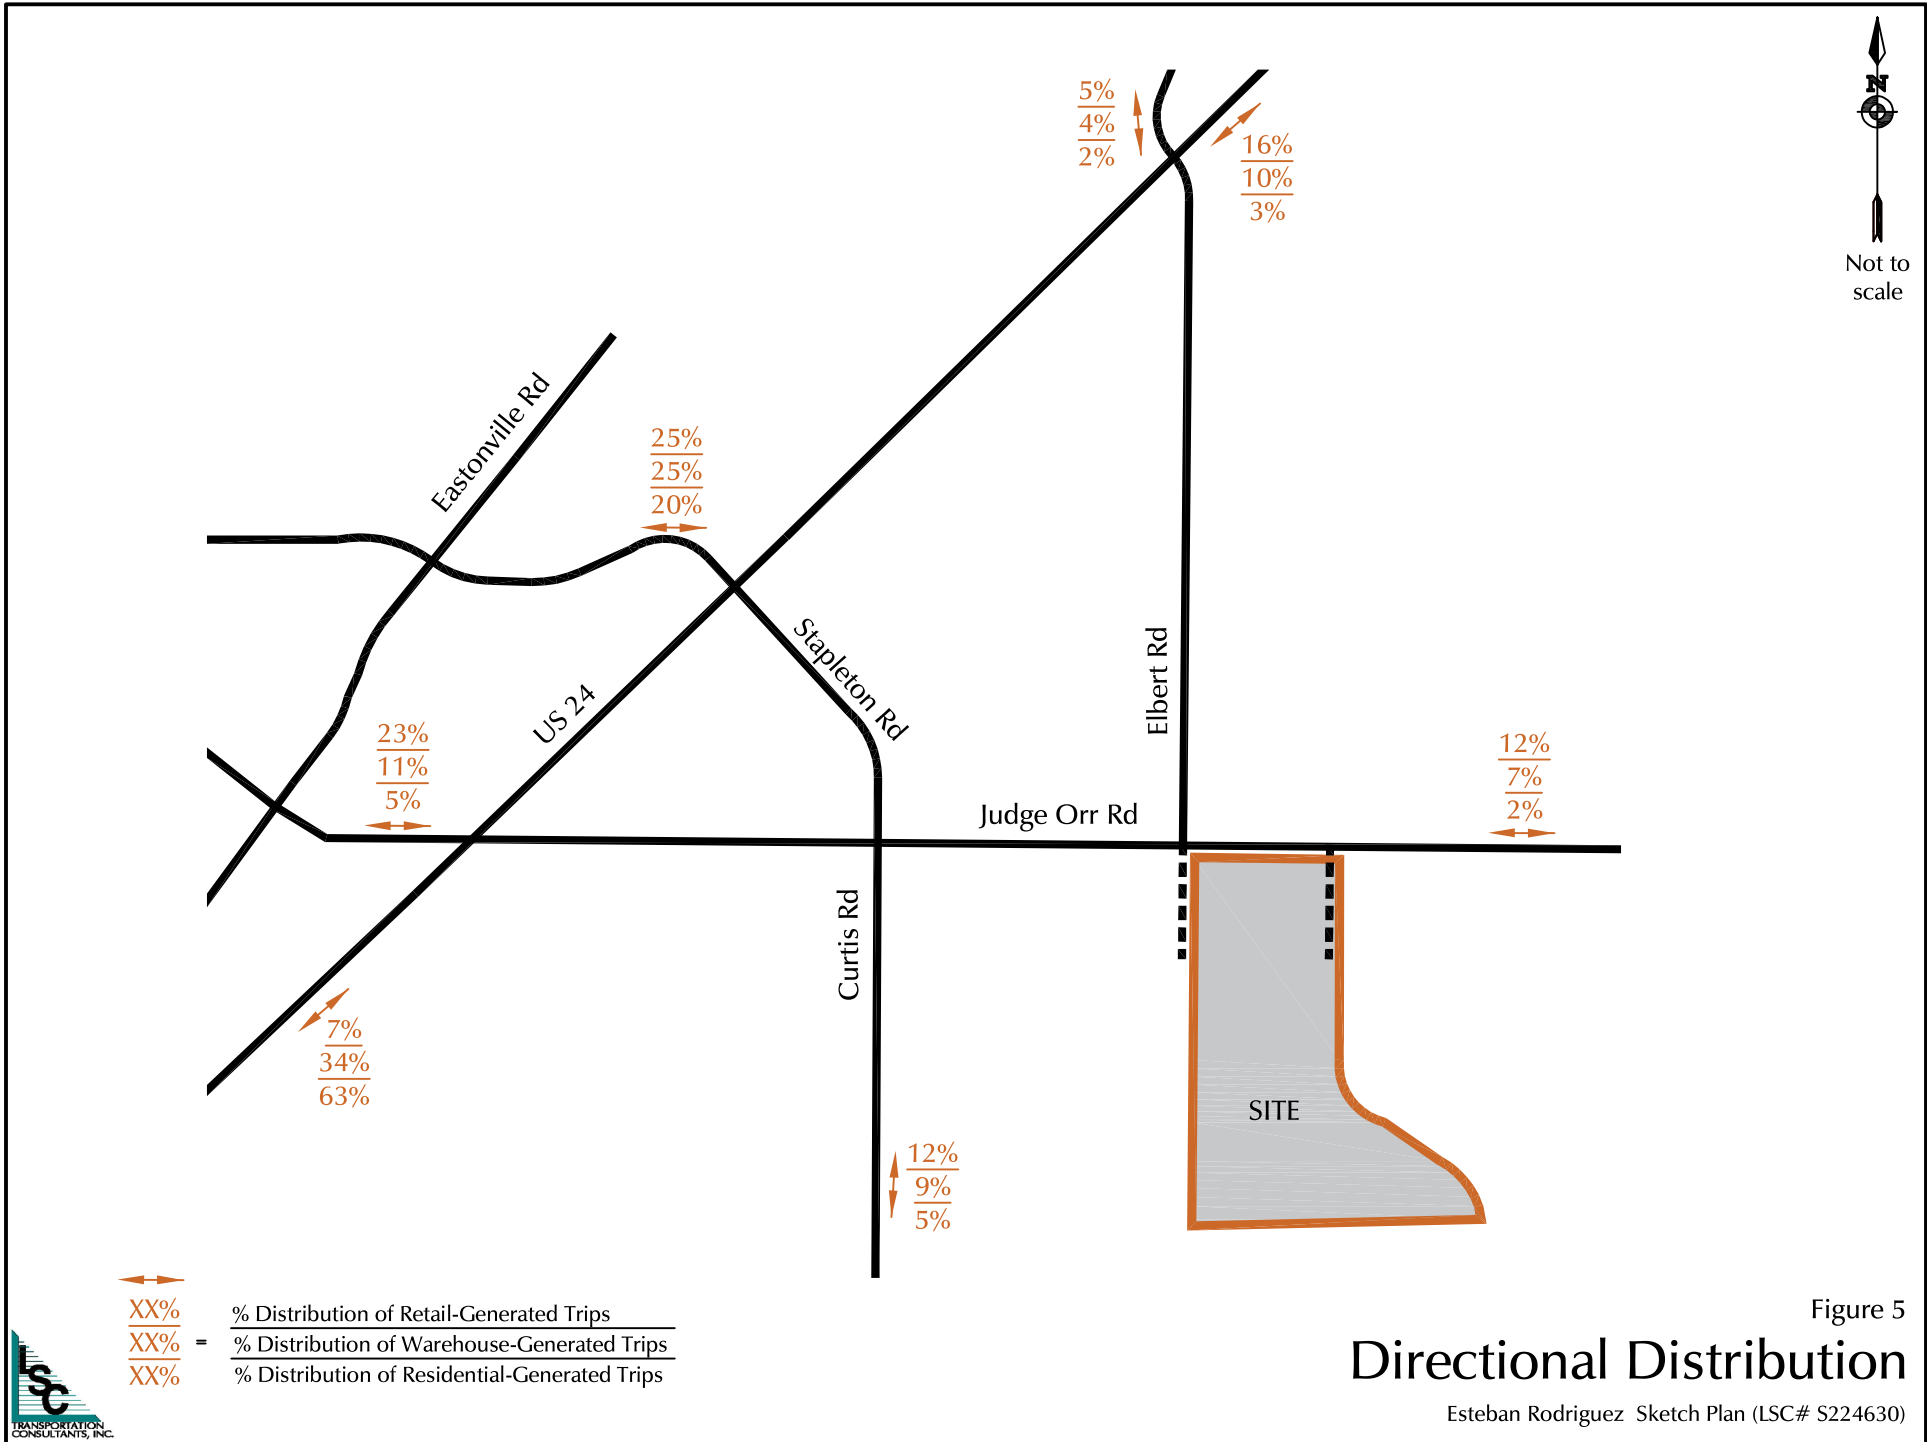 5%
4%
2%
16%
10%
3%
N
Not to
scale
Eastonville Rd
25%
25%
20%
Stapleton Rd
US 24
Elbert Rd
23%
11%
5%
12%
7%
2%
Judge Orr Rd
Curtis Rd
7%
34%
63%
SITE
12%
9%
5%
XX%
XX%
XX%
=
% Distribution of Retail-Generated Trips
% Distribution of Warehouse-Generated Trips
% Distribution of Residential-Generated Trips
LSC
TRANSPORTATION
CONSULTANTS, INC.
Figure 5
Directional Distribution
Esteban Rodriguez Sketch Plan (LSC# S224630)